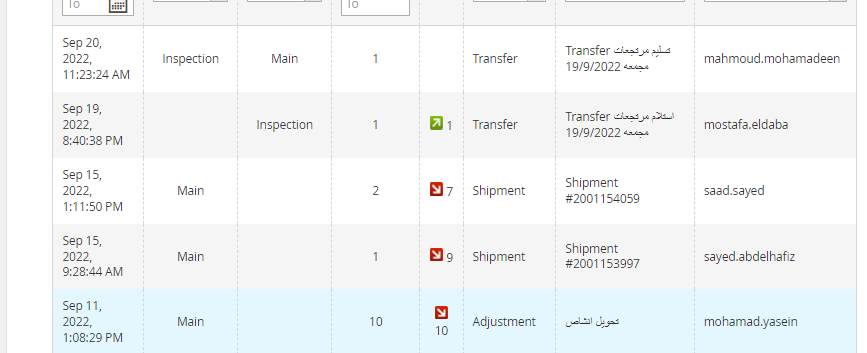 To
To
Sep 20,
2022,
11:23:24 AM
Inspection
Main
1
Transfer
Transfer تسليم مرتجعات
مجمعه 19/9/2022
mahmoud.mohamadeen
Sep 19,
2022,
8:40:38 PM
Inspection
1
1
Transfer
Transfer استلام مرتجعات
مجمعه 19/9/2022
mostafa.eldaba
Sep 15,
2022,
1:11:50 PM
Main
2
7
Shipment
Shipment
#2001154059
saad.sayed
Sep 15,
2022,
9:28:44 AM
Main
1
9
Shipment
Shipment
#2001153997
sayed.abdelhafiz
Sep 11,
2022,
1:08:29 PM
Main
10
10
Adjustment
تحويل انشاص
mohamad.yasein